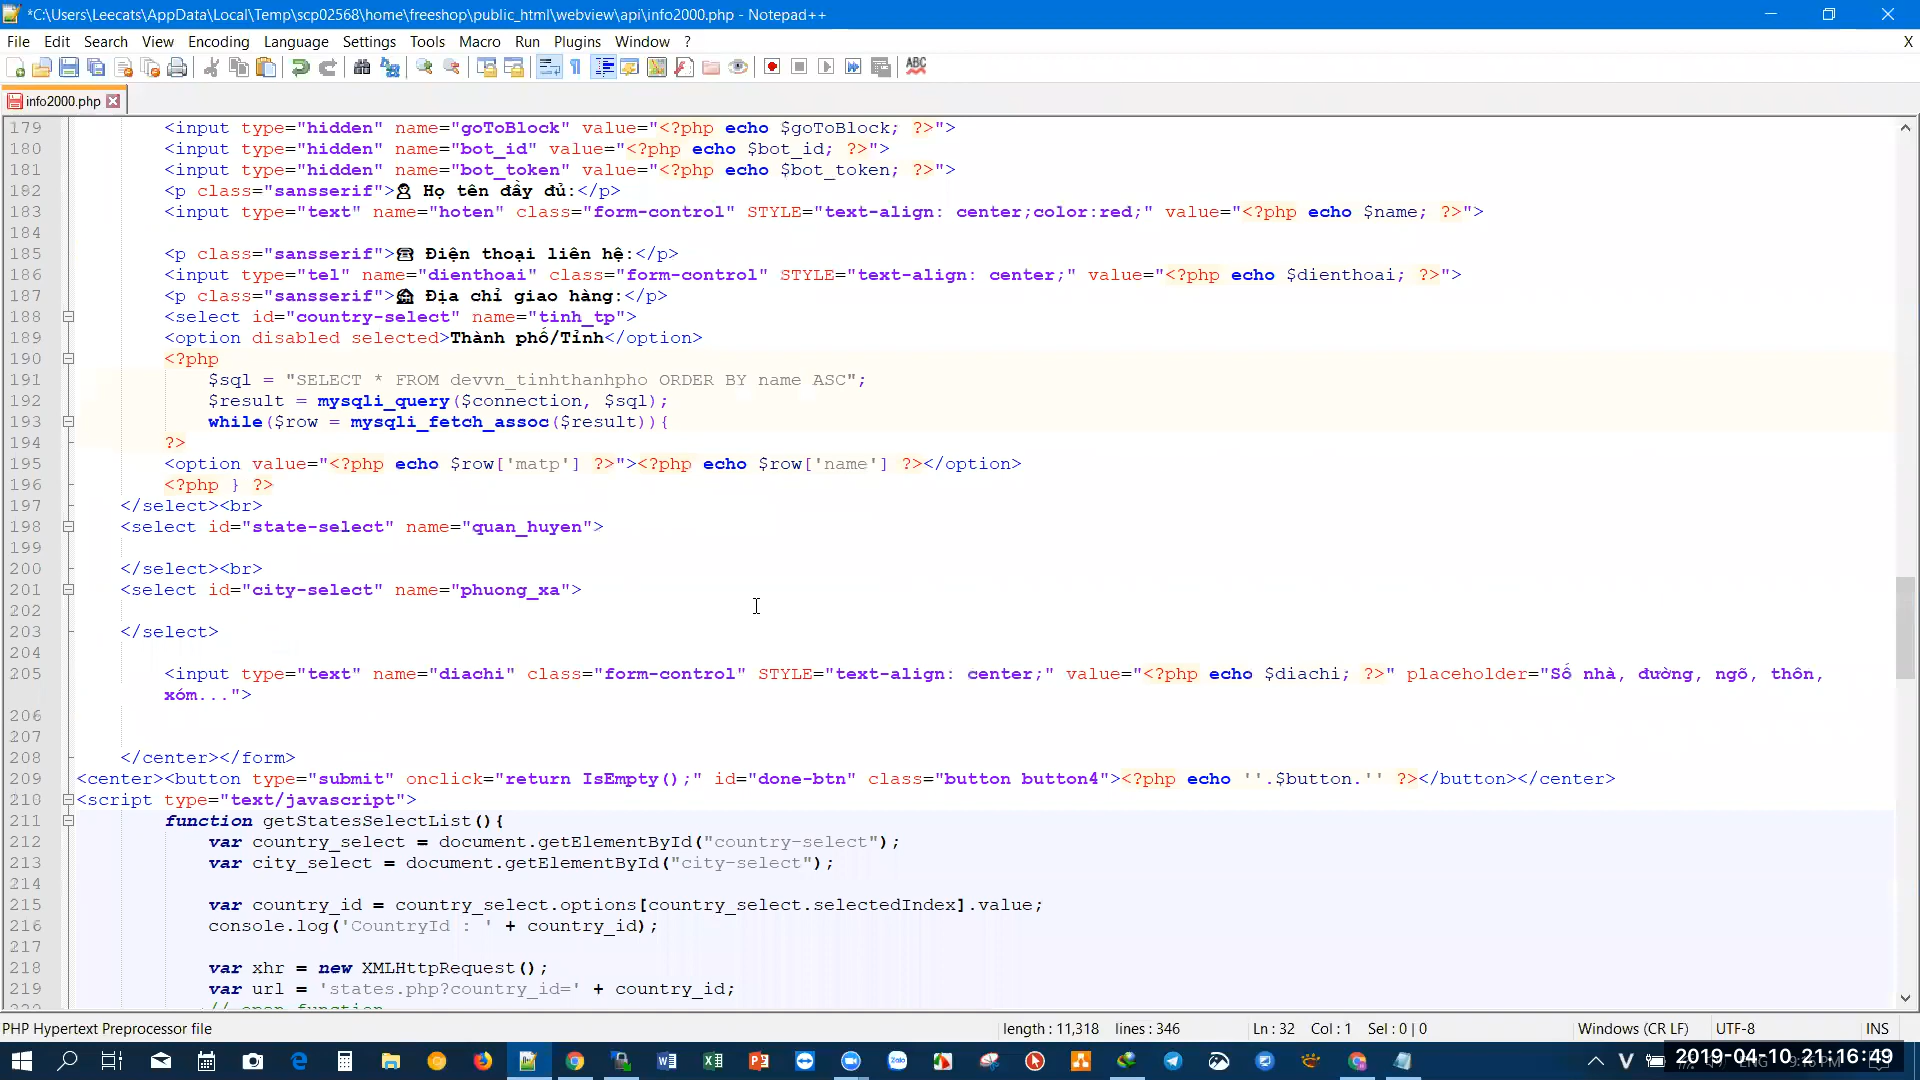 *C:\Users\Leecats\AppData\Local\Temp\scp02568\home\freeshop\public_html\webview\api\info2000.php - Notepad++
File Edit Search View Encoding Language Settings Tools Macro Run Plugins Window ? X
info2000.php
179 <input type="hidden" name="goToBlock" value="<?php echo $goToBlock; ?>">
180 <input type="hidden" name="bot_id" value="<?php echo $bot_id; ?>">
181 <input type="hidden" name="bot_token" value="<?php echo $bot_token; ?>">
182 <p class="sansserif"> Họ tên đầy đủ:</p>
183 <input type="text" name="hoten" class="form-control" STYLE="text-align: center;color:red;" value="<?php echo $name; ?>">
184
185 <p class="sansserif">☎ Điện thoại liên hệ:</p>
186 <input type="tel" name="dienthoai" class="form-control" STYLE="text-align: center;" value="<?php echo $dienthoai; ?>">
187 <p class="sansserif">🏠 Địa chỉ giao hàng:</p>
188 <select id="country-select" name="tinh_tp">
189 <option disabled selected>Thành phố/Tỉnh</option>
190 <?php
191 $sql = "SELECT * FROM devvn_tinhthanhpho ORDER BY name ASC";
192 $result = mysqli_query($connection, $sql);
193 while($row = mysqli_fetch_assoc($result)){
194 ?>
195 <option value="<?php echo $row['matp'] ?>"><?php echo $row['name'] ?></option>
196 <?php } ?>
197 </select><br>
198 <select id="state-select" name="quan_huyen">
199
200 </select><br>
201 <select id="city-select" name="phuong_xa">
202
203 </select>
204
205 <input type="text" name="diachi" class="form-control" STYLE="text-align: center;" value="<?php echo $diachi; ?>" placeholder="Số nhà, đường, ngõ, thôn,
xóm...">
206
207
208 </center></form>
209 <center><button type="submit" onclick="return IsEmpty();" id="done-btn" class="button button4"><?php echo ''.$button.'' ?></button></center>
210 <script type="text/javascript">
211 function getStatesSelectList(){
212 var country_select = document.getElementById("country-select");
213 var city_select = document.getElementById("city-select");
214
215 var country_id = country_select.options[country_select.selectedIndex].value;
216 console.log('CountryId : ' + country_id);
217
218 var xhr = new XMLHttpRequest();
219 var url = 'states.php?country_id=' + country_id;
PHP Hypertext Preprocessor file length : 11,318 lines : 346 Ln : 32 Col : 1 Sel : 0 | 0 Windows (CR LF) UTF-8 INS
2019-04-10 21:16:49